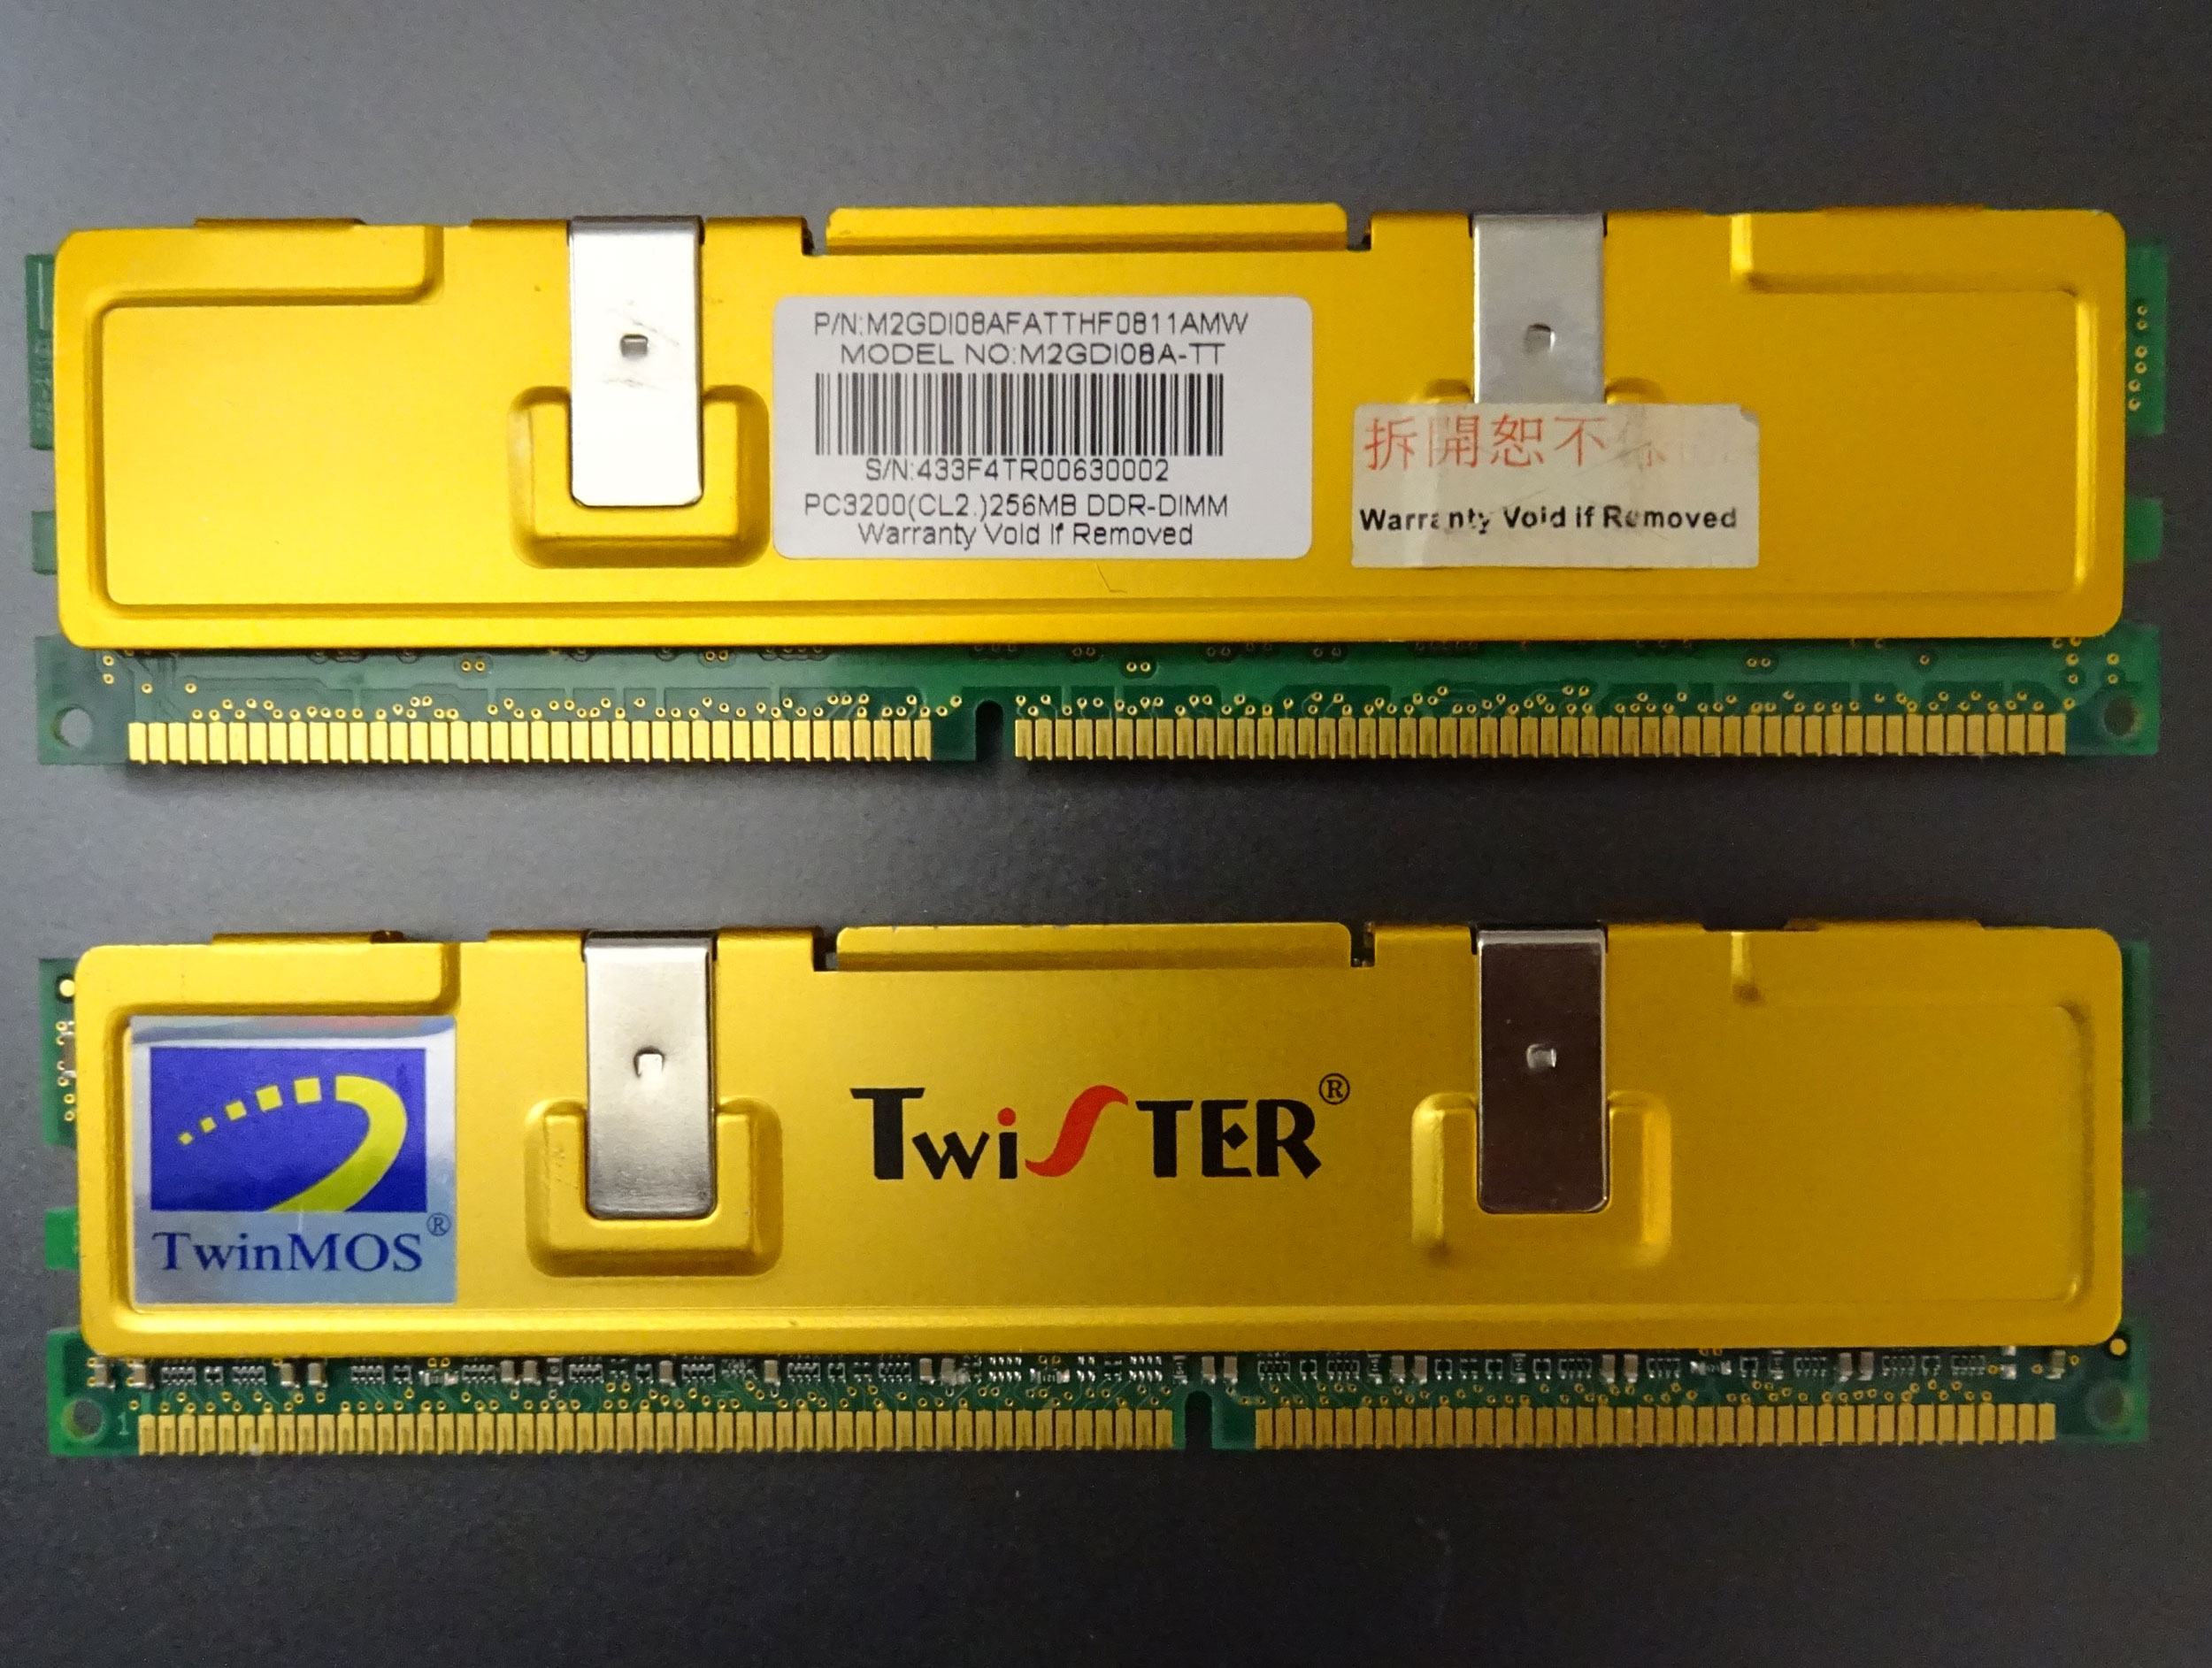 P/N:M2GDI08AFATTHF0811AMW
MODEL NO:M2GDI08A-TT
S/N:433F4TR00630002
PC3200(CL2.)256MB DDR-DIMM
Warranty Void If Removed
拆開恕不
Warranty Void if Removed
TwinMOS®
TwiSTER®
1